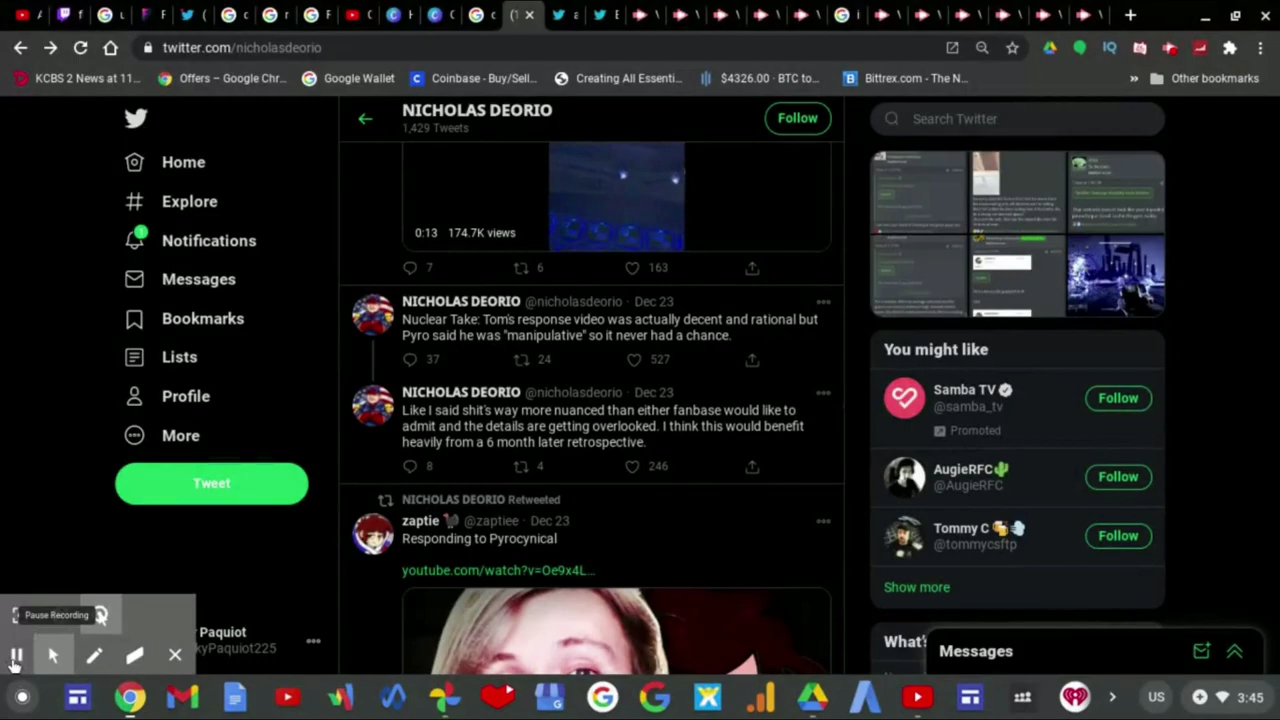 twitter.com/nicholasdeorio
KCBS 2 News at 11...
Offers – Google Chr...
Google Wallet
Coinbase - Buy/Sell...
Creating All Essenti...
$4326.00 · BTC to...
Bittrex.com - The N...
»
Other bookmarks
Home
Explore
1
Notifications
Messages
Bookmarks
Lists
Profile
More
Tweet
NICHOLAS DEORIO
1,429 Tweets
Follow
0:13 174.7K views
7 6 163
NICHOLAS DEORIO @nicholasdeorio · Dec 23
Nuclear Take: Tom's response video was actually decent and rational but
Pyro said he was "manipulative" so it never had a chance.
37 24 527
NICHOLAS DEORIO @nicholasdeorio · Dec 23
Like I said shit's way more nuanced than either fanbase would like to
admit and the details are getting overlooked. I think this would benefit
heavily from a 6 month later retrospective.
8 4 246
NICHOLAS DEORIO Retweeted
zaptie @zaptiee · Dec 23
Responding to Pyrocynical
youtube.com/watch?v=Oe9x4L...
Search Twitter
You might like
Samba TV
@samba_tv
Promoted
Follow
AugieRFC
@AugieRFC
Follow
Tommy C
@tommycsftp
Follow
Show more
What'
Messages
Pause Recording
Paquiot
kyPaquiot225
US
3:45